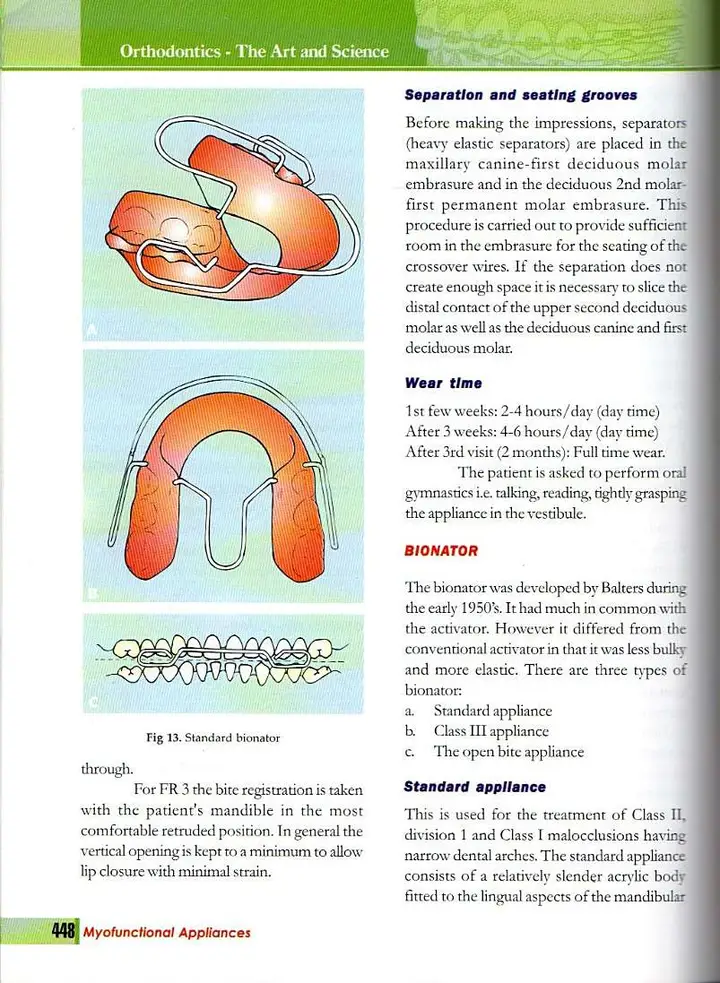 Orthodontics - The Art and Science
A
B
C
Fig 13. Standard bionator
through.
For FR 3 the bite registration is taken
with the patient's mandible in the most
comfortable retruded position. In general the
vertical opening is kept to a minimum to allow
lip closure with minimal strain.
Separation and seating grooves
Before making the impressions, separators
(heavy elastic separators) are placed in the
maxillary canine-first deciduous molar
embrasure and in the deciduous 2nd molar-
first permanent molar embrasure. This
procedure is carried out to provide sufficient
room in the embrasure for the seating of the
crossover wires. If the separation does not
create enough space it is necessary to slice the
distal contact of the upper second deciduous
molar as well as the deciduous canine and first
deciduous molar.
Wear time
1st few weeks: 2-4 hours/day (day time)
After 3 weeks: 4-6 hours/day (day time)
After 3rd visit (2 months): Full time wear.
The patient is asked to perform oral
gymnastics i.e. talking, reading, tightly grasping
the appliance in the vestibule.
BIONATOR
The bionator was developed by Balters during
the early 1950's. It had much in common with
the activator. However it differed from the
conventional activator in that it was less bulky
and more elastic. There are three types of
bionator:
a. Standard appliance
b. Class III appliance
c. The open bite appliance
Standard appliance
This is used for the treatment of Class II,
division 1 and Class I malocclusions having
narrow dental arches. The standard appliance
consists of a relatively slender acrylic body
fitted to the lingual aspects of the mandibular
448 Myofunctional Appliances